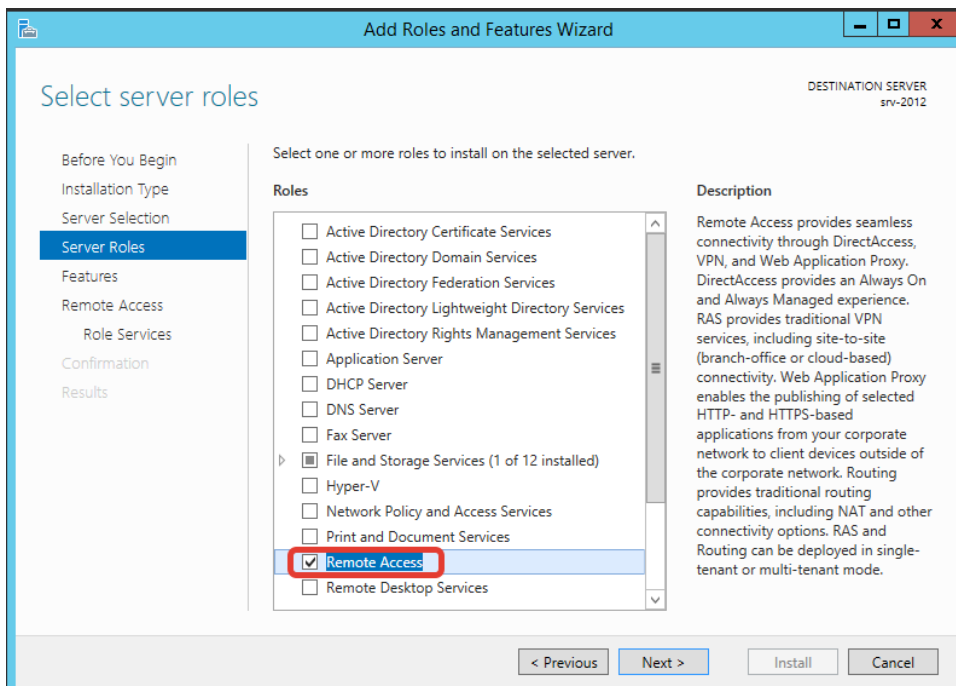 Add Roles and Features Wizard
Select server roles
DESTINATION SERVER
srv-2012
Before You Begin
Installation Type
Server Selection
Server Roles
Features
Remote Access
Role Services
Confirmation
Results
Select one or more roles to install on the selected server.
Roles
Active Directory Certificate Services
Active Directory Domain Services
Active Directory Federation Services
Active Directory Lightweight Directory Services
Active Directory Rights Management Services
Application Server
DHCP Server
DNS Server
Fax Server
File and Storage Services (1 of 12 installed)
Hyper-V
Network Policy and Access Services
Print and Document Services
Remote Access
Remote Desktop Services
Description
Remote Access provides seamless
connectivity through DirectAccess,
VPN, and Web Application Proxy.
DirectAccess provides an Always On
and Always Managed experience.
RAS provides traditional VPN
services, including site-to-site
(branch-office or cloud-based)
connectivity. Web Application Proxy
enables the publishing of selected
HTTP- and HTTPS-based
applications from your corporate
network to client devices outside of
the corporate network. Routing
provides traditional routing
capabilities, including NAT and other
connectivity options. RAS and
Routing can be deployed in single-
tenant or multi-tenant mode.
< Previous
Next >
Install
Cancel